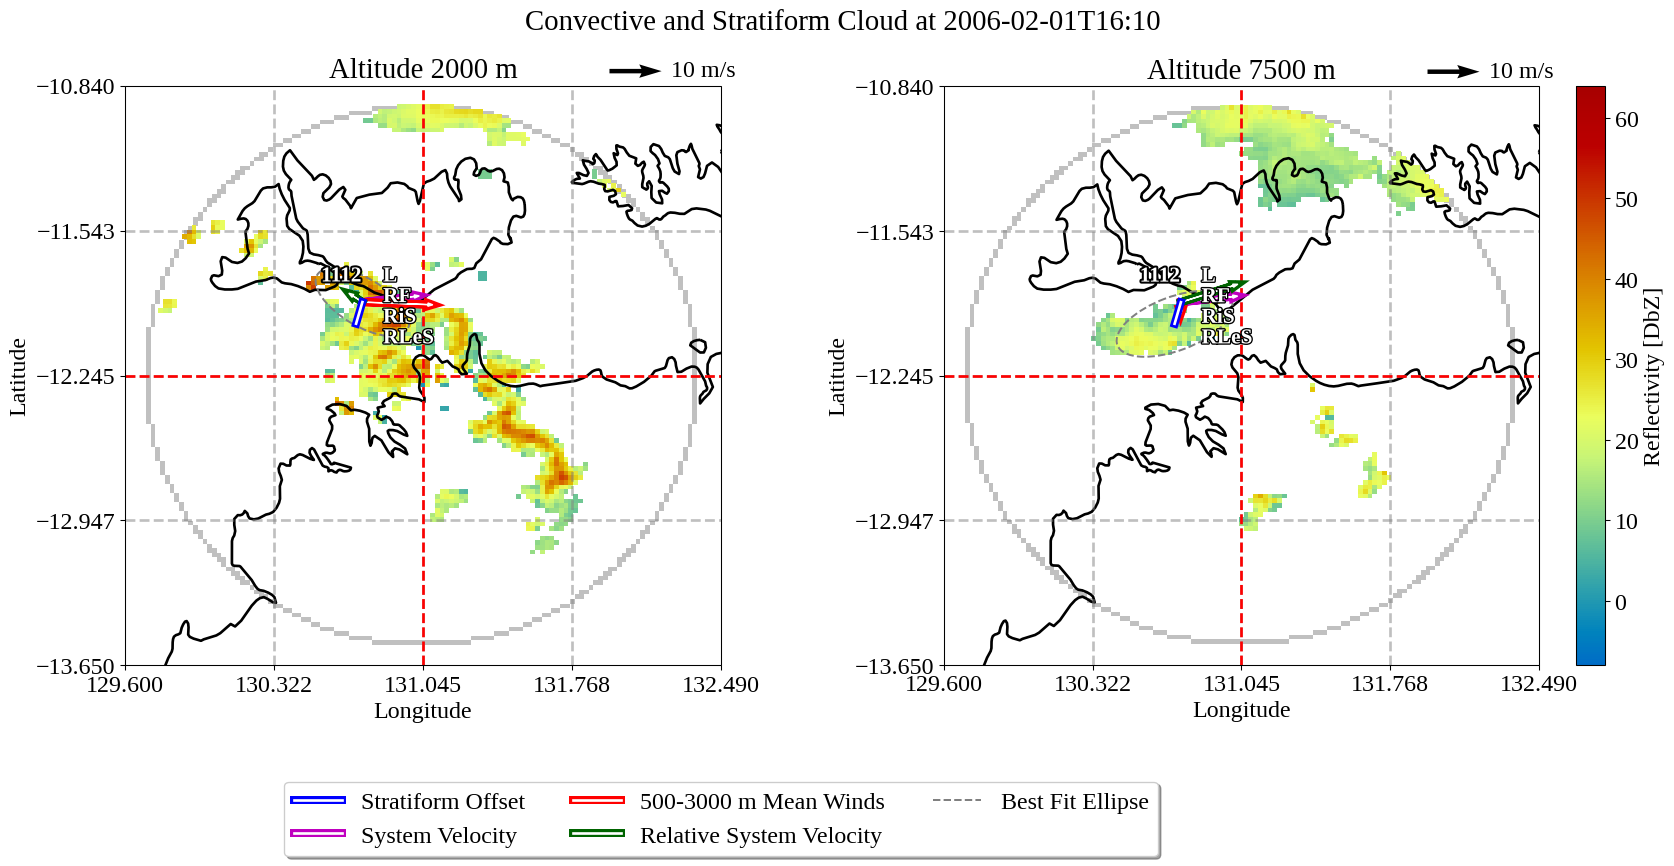 Convective and Stratiform Cloud at 2006-02-01T16:10
Altitude 2000 m
10 m/s
−10.840
−11.543
−12.245
−12.947
−13.650
Latitude
1112
L
RF
RiS
RLeS
129.600
130.322
131.045
131.768
132.490
Longitude
Altitude 7500 m
10 m/s
−10.840
−11.543
−12.245
−12.947
−13.650
Latitude
1112
L
RF
RiS
RLeS
129.600
130.322
131.045
131.768
132.490
Longitude
60
50
40
30
20
10
0
Reflectivity [DbZ]
Stratiform Offset
System Velocity
500-3000 m Mean Winds
Relative System Velocity
Best Fit Ellipse